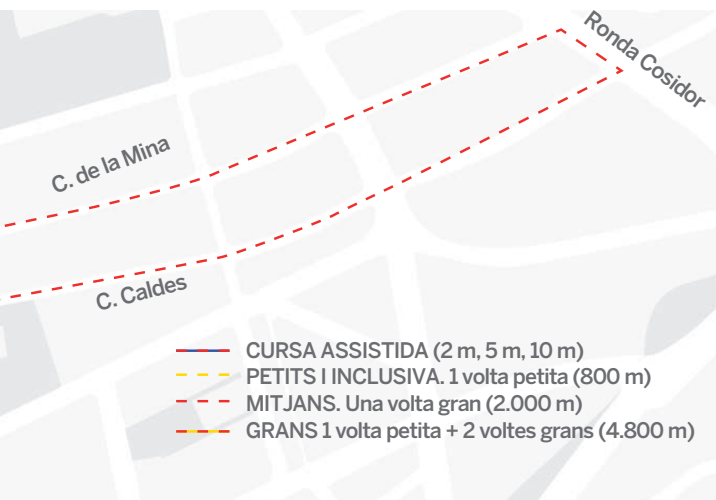 Ronda Cosidor
C. de la Mina
C. Caldes
CURSA ASSISTIDA (2 m, 5 m, 10 m)
PETITS I INCLUSIVA. 1 volta petita (800 m)
MITJANS. Una volta gran (2.000 m)
GRANS 1 volta petita + 2 voltes grans (4.800 m)